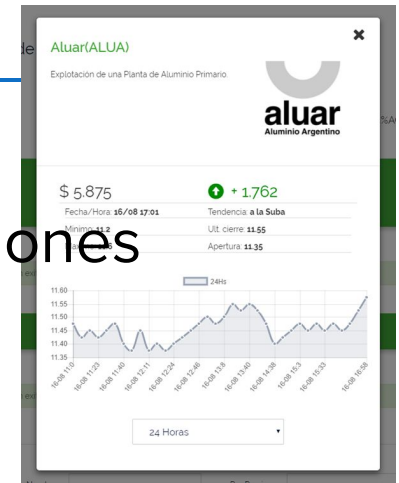 Aluar(ALUA)
Explotación de una Planta de Aluminio Primario.
aluar
Aluminio Argentino
$ 5.875
+ 1.762
Fecha/Hora: 16/08 17:01
Tendencia: a la Suba
Minimo: 11.2
Ult. cierre: 11.55
ones
Apertura: 11.35
24Hs
11.60
11.55
11.50
11.45
11.40
11.35
16-08 11:0
16-08 11:23
16-08 11:40
16-08 12:11
16-08 12:24
16-08 12:46
16-08 13:8
16-08 13:40
16-08 14:38
16-08 15:3
16-08 15:33
16-08 16:58
24 Horas